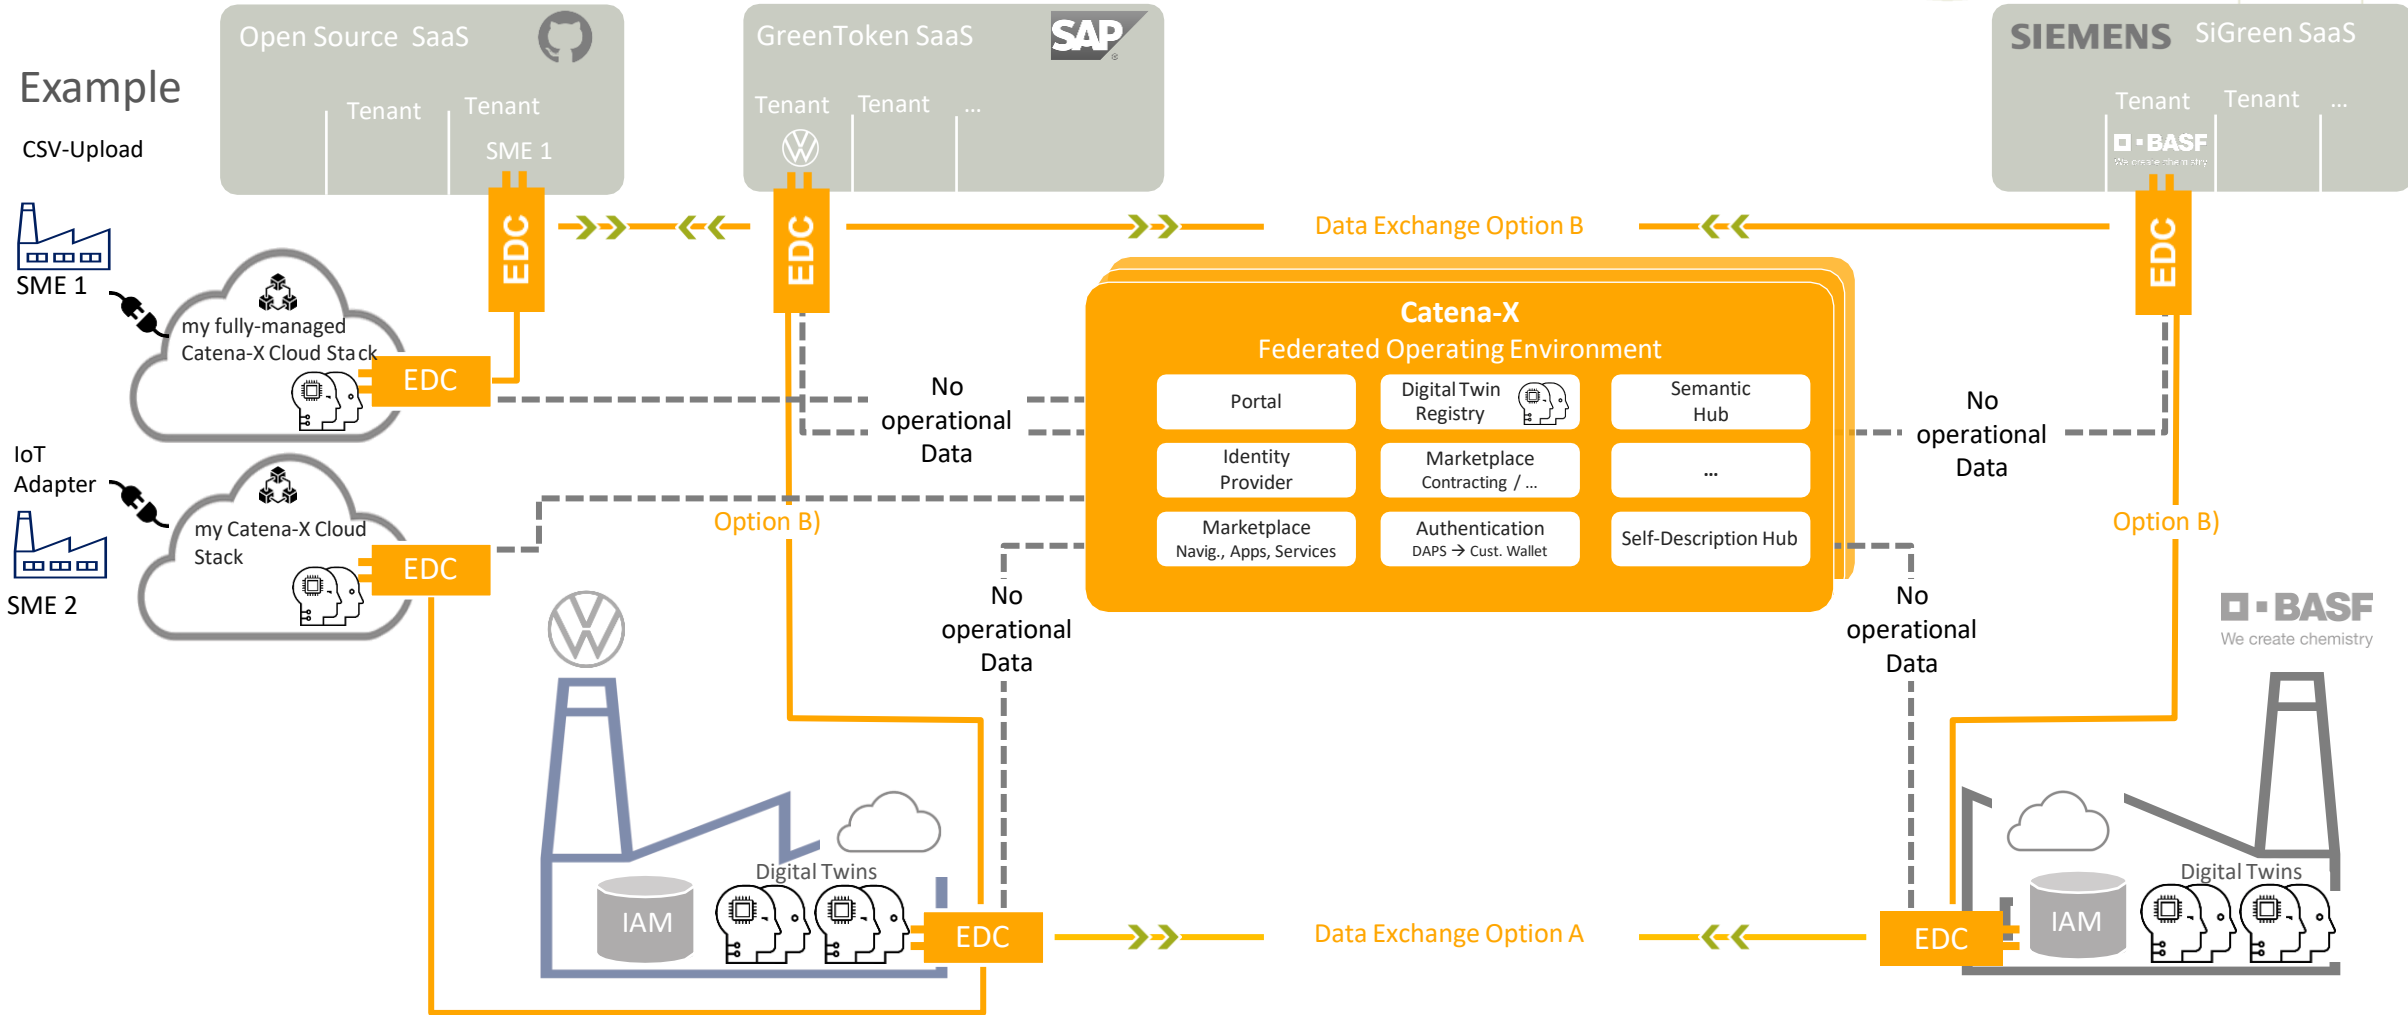 Open Source SaaS
GreenToken SaaS
SAP
SIEMENS
SiGreen SaaS
Example
Tenant
Tenant
Tenant
Tenant
...
Tenant
Tenant
...
CSV-Upload
SME 1
BASF
We create chemistry
EDC
EDC
Data Exchange Option B
EDC
SME 1
my fully-managed
Catena-X Cloud Stack
EDC
Catena-X
Federated Operating Environment
Portal
Digital Twin
Registry
Semantic
Hub
Identity
Provider
Marketplace
Contracting / ...
...
Marketplace
Navig., Apps, Services
Authentication
DAPS → Cust. Wallet
Self-Description Hub
No
operational
Data
No
operational
Data
IoT
Adapter
my Catena-X Cloud
Stack
EDC
SME 2
Option B)
Option B)
No
operational
Data
No
operational
Data
BASF
We create chemistry
Digital Twins
IAM
EDC
Data Exchange Option A
EDC
IAM
Digital Twins